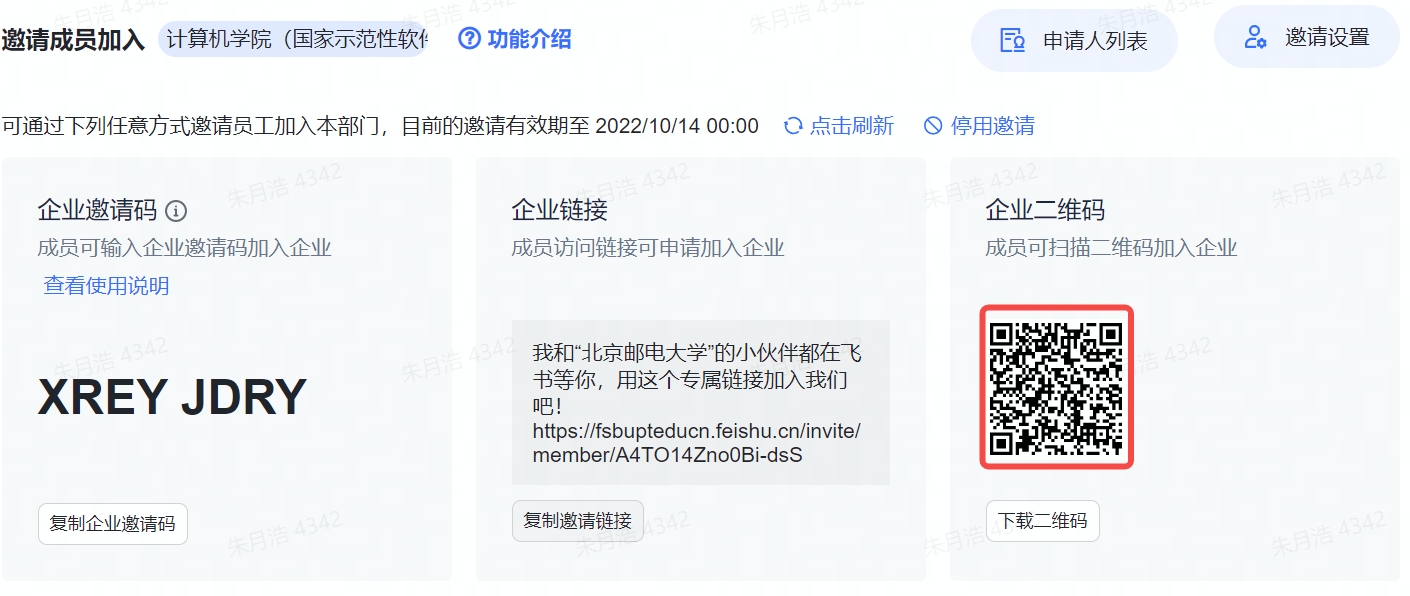 邀请成员加入 计算机学院（国家示范性软件 功能介绍 申请人列表 邀请设置
可通过下列任意方式邀请员工加入本部门，目前的邀请有效期至 2022/10/14 00:00 点击刷新 停用邀请
企业邀请码
成员可输入企业邀请码加入企业
查看使用说明
XREY JDRY
复制企业邀请码
企业链接
成员访问链接可申请加入企业
我和“北京邮电大学”的小伙伴都在飞
书等你，用这个专属链接加入我们
吧！
https://fsbupteducn.feishu.cn/invite/
member/A4TO14Zno0Bi-dsS
复制邀请链接
企业二维码
成员可扫描二维码加入企业
下载二维码
朱月浩 4342